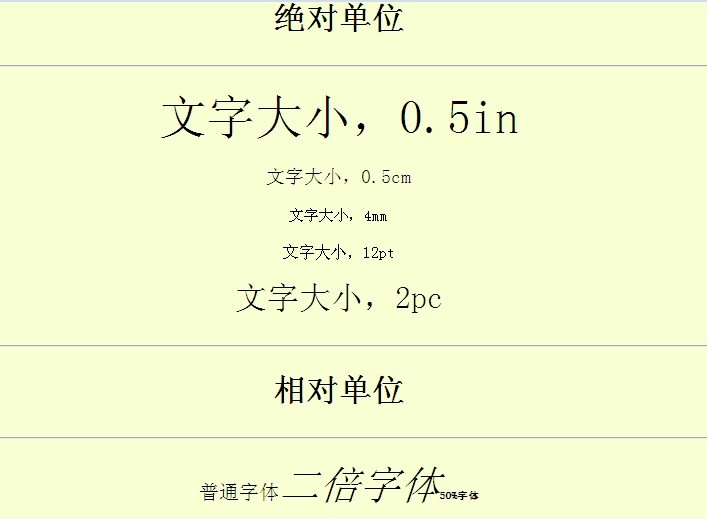 绝对单位
文字大小，0.5in
文字大小，0.5cm
文字大小，4mm
文字大小，12pt
文字大小，2pc
相对单位
普通字体 二倍字体 50%字体